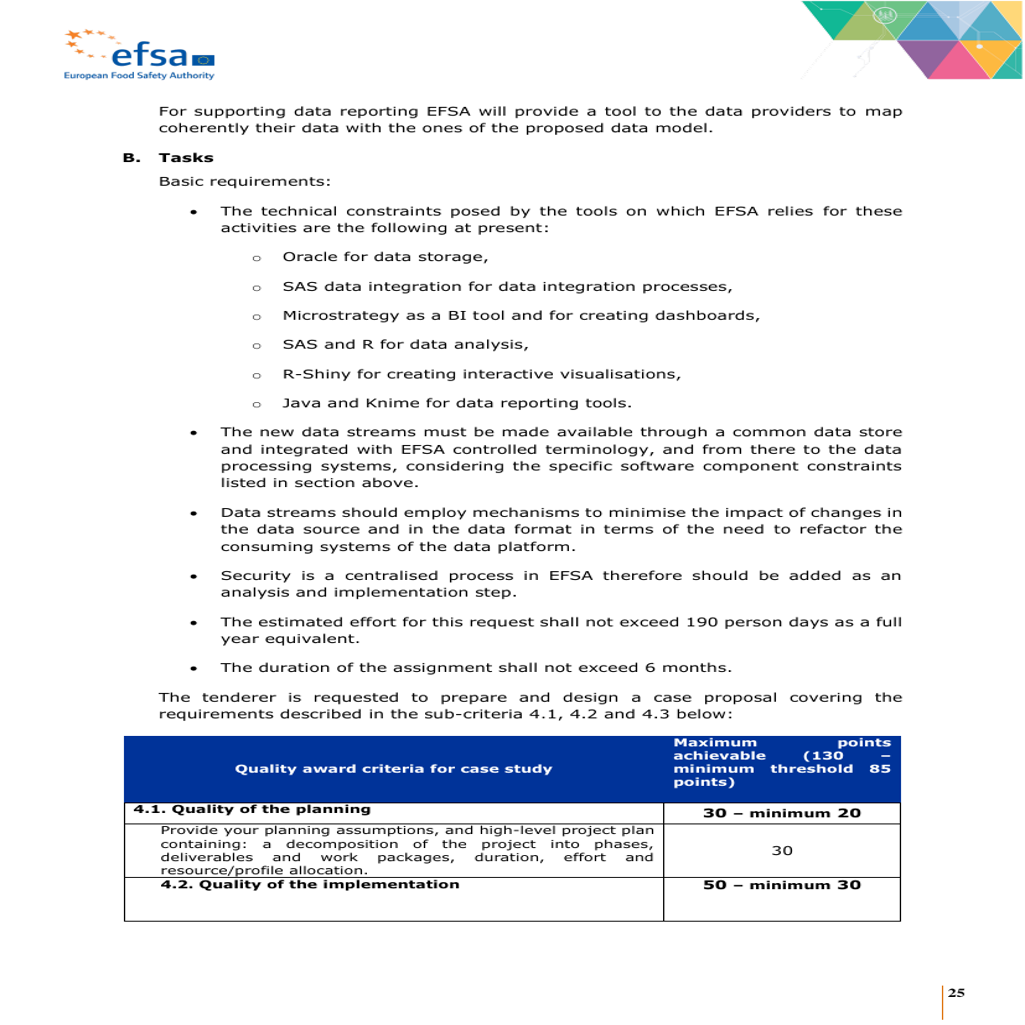 efsa
European Food Safety Authority
For supporting data reporting EFSA will provide a tool to the data providers to map
coherently their data with the ones of the proposed data model.
B. Tasks
Basic requirements:
• The technical constraints posed by the tools on which EFSA relies for these
activities are the following at present:
o Oracle for data storage,
o SAS data integration for data integration processes,
o Microstrategy as a BI tool and for creating dashboards,
o SAS and R for data analysis,
o R-Shiny for creating interactive visualisations,
o Java and Knime for data reporting tools.
• The new data streams must be made available through a common data store
and integrated with EFSA controlled terminology, and from there to the data
processing systems, considering the specific software component constraints
listed in section above.
• Data streams should employ mechanisms to minimise the impact of changes in
the data source and in the data format in terms of the need to refactor the
consuming systems of the data platform.
• Security is a centralised process in EFSA therefore should be added as an
analysis and implementation step.
• The estimated effort for this request shall not exceed 190 person days as a full
year equivalent.
• The duration of the assignment shall not exceed 6 months.
The tenderer is requested to prepare and design a case proposal covering the
requirements described in the sub-criteria 4.1, 4.2 and 4.3 below:
Quality award criteria for case study
Maximum points
achievable (130 –
minimum threshold 85
points)
4.1. Quality of the planning
30 – minimum 20
Provide your planning assumptions, and high-level project plan
containing: a decomposition of the project into phases,
deliverables and work packages, duration, effort and
resource/profile allocation.
30
4.2. Quality of the implementation
50 – minimum 30
25